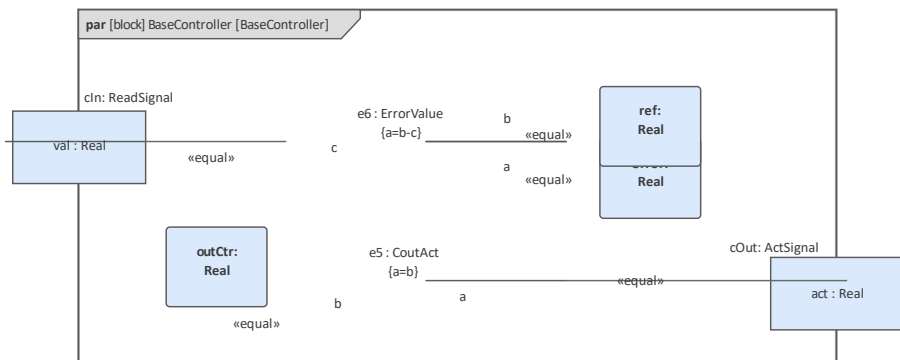 par [block] BaseController [BaseController]
cIn: ReadSignal
val : Real
«equal»
c
e6 : ErrorValue
{a=b-c}
b
«equal»
a
«equal»
ref:
Real
Real
outCtr:
Real
«equal»
b
e5 : CoutAct
{a=b}
a
«equal»
cOut: ActSignal
act : Real